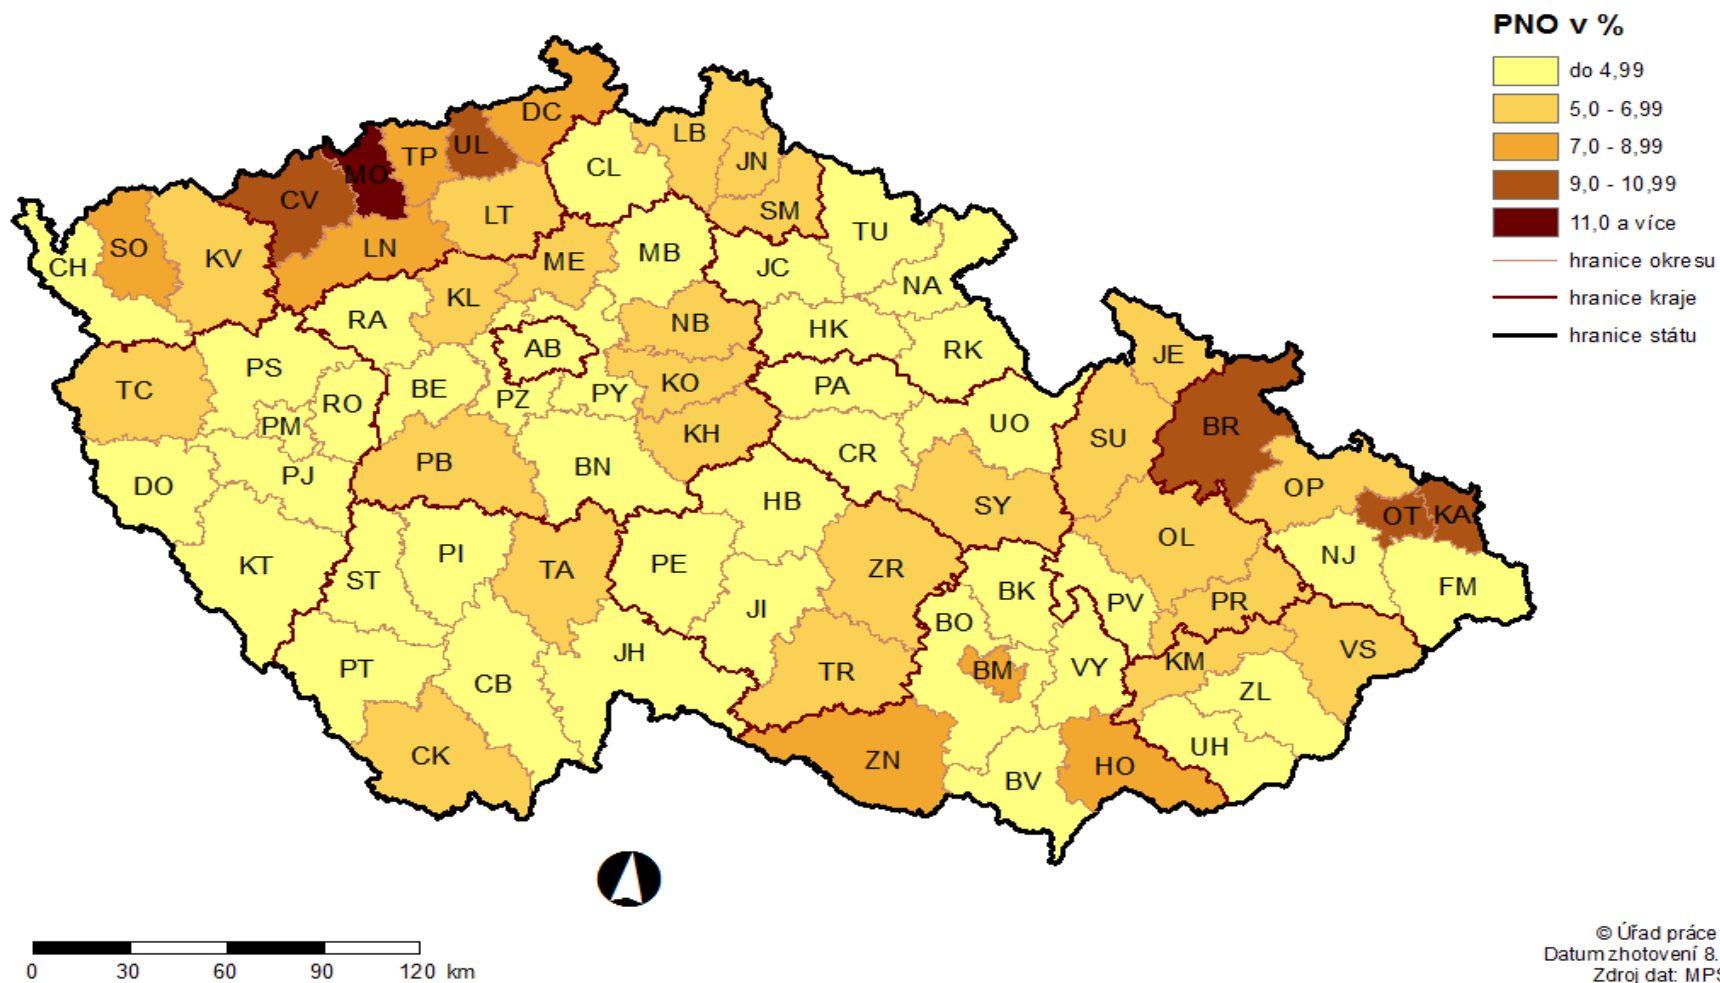 PNO v %
do 4,99
5,0 - 6,99
7,0 - 8,99
9,0 - 10,99
11,0 a více
hranice okresu
hranice kraje
hranice státu
DC
UL
TP
MO
LB
JN
CL
CV
LT
SM
TU
SO
KV
LN
CH
ME
MB
JC
NA
KL
RA
NB
HK
RK
AB
PS
TC
BE
PZ
PY
KO
PA
JE
RO
PM
KH
UO
SU
BR
PB
BN
CR
DO
PJ
HB
SY
OP
OT
KA
KT
ST
PI
TA
PE
ZR
OL
NJ
FM
JI
BK
PV
PR
BO
PT
CB
JH
TR
BM
VY
KM
VS
ZL
CK
ZN
BV
HO
UH
0 30 60 90 120 km
© Úřad práce
Datum zhotovení 8.
Zdroj dat: